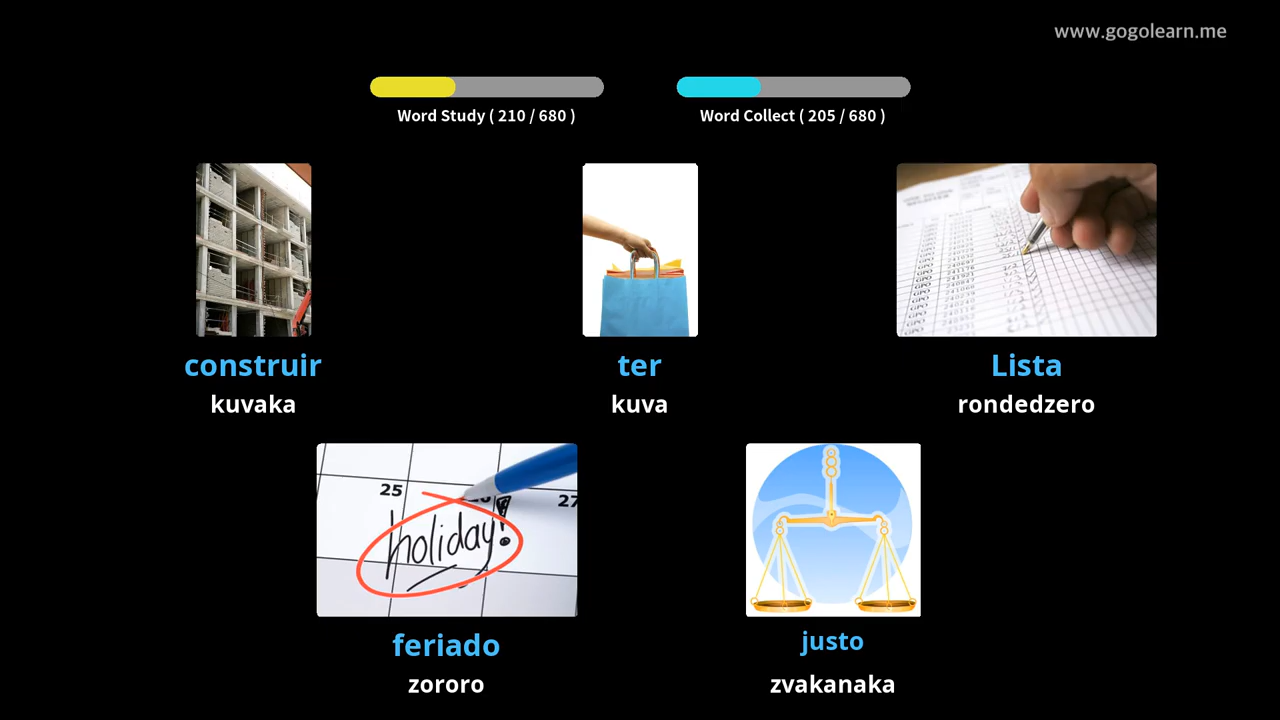 www.gogolearn.me
Word Study ( 210 / 680 )
Word Collect ( 205 / 680 )
construir
kuvaka
ter
kuva
Lista
rondedzero
25
27
holiday!
feriado
zororo
justo
zvakanaka